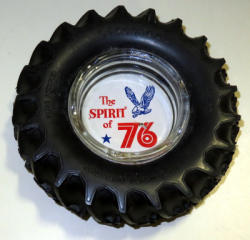 The
SPIRIT
of
76